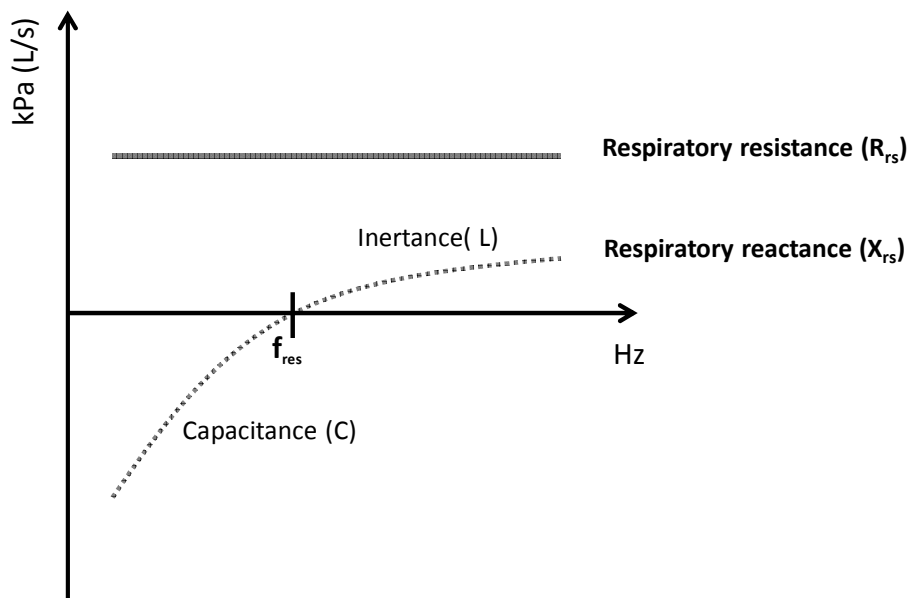 kPa (L/s)
Respiratory resistance (Rrs)
Inertance( L)
Respiratory reactance (Xrs)
fres
Hz
Capacitance (C)